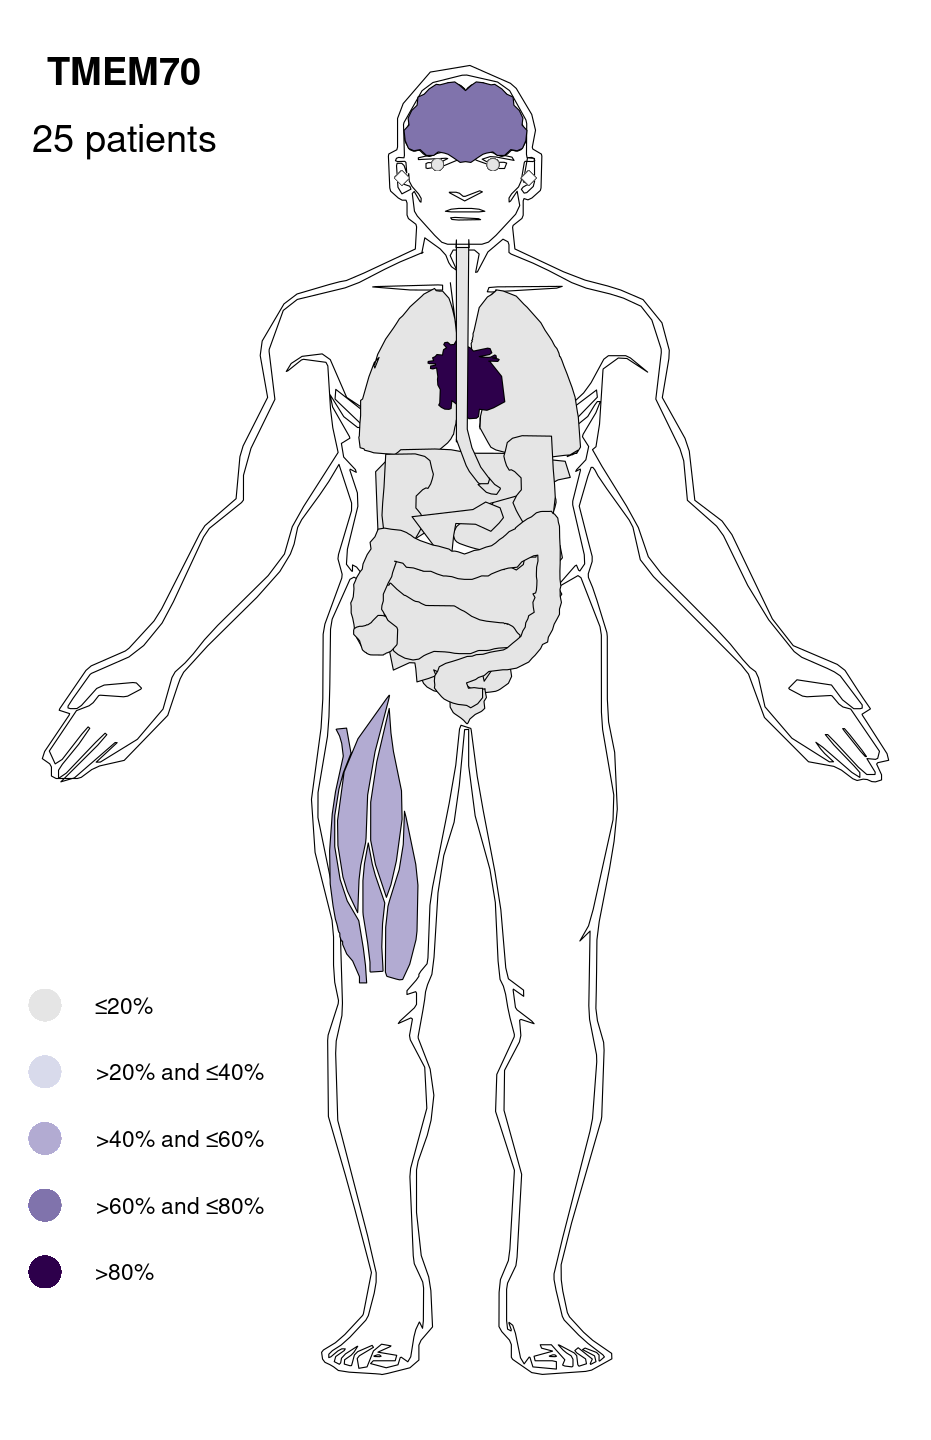 TMEM70
25 patients
≤20%
>20% and ≤40%
>40% and ≤60%
>60% and ≤80%
>80%